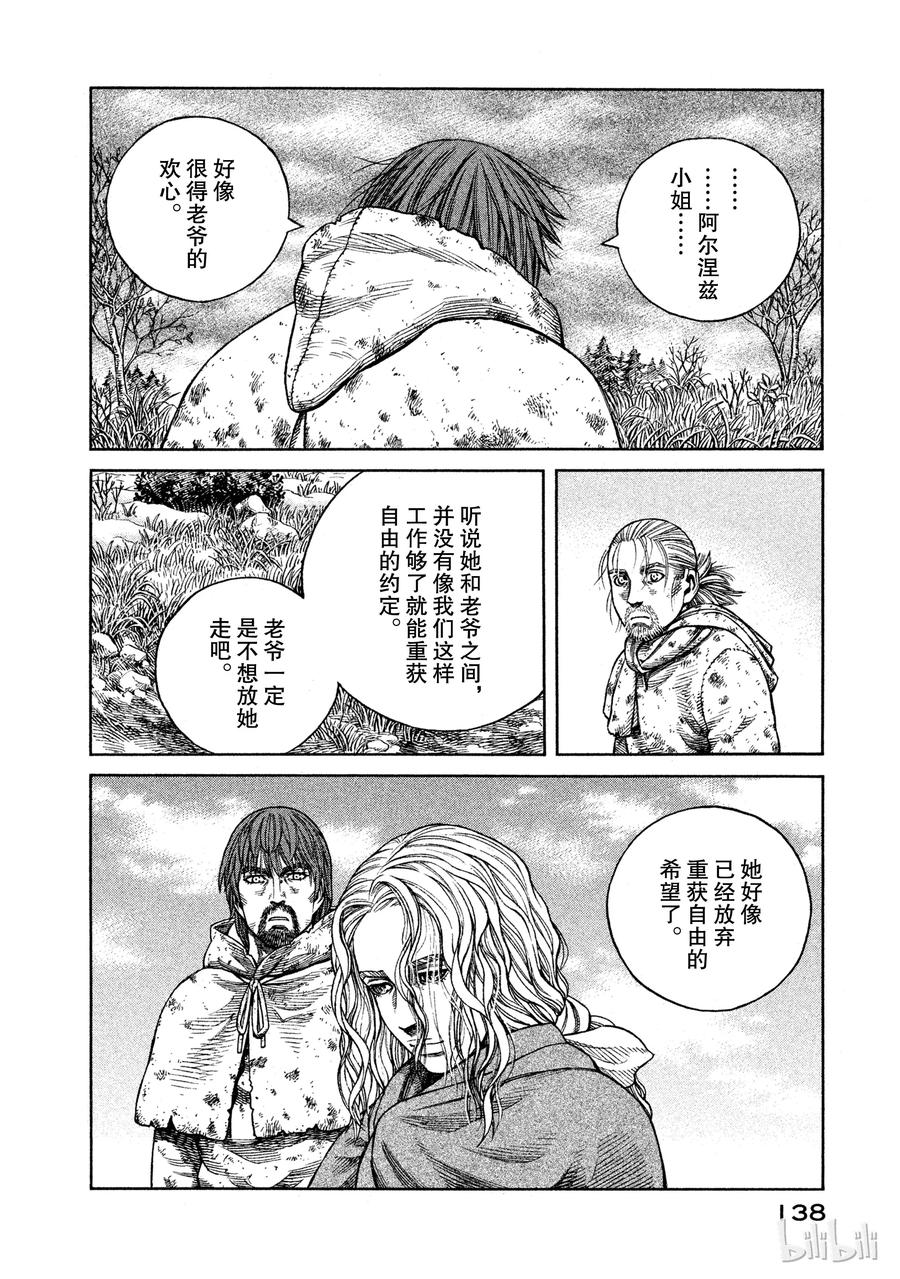 ……
……阿尔涅兹
小姐……
好像
很得老爷的
欢心。
听说她和老爷之间，
并没有像我们这样
工作够了就能重获
自由的约定。
老爷一定
是不想放她
走吧。
她好像
已经放弃
重获自由的
希望了。
138
bilibili